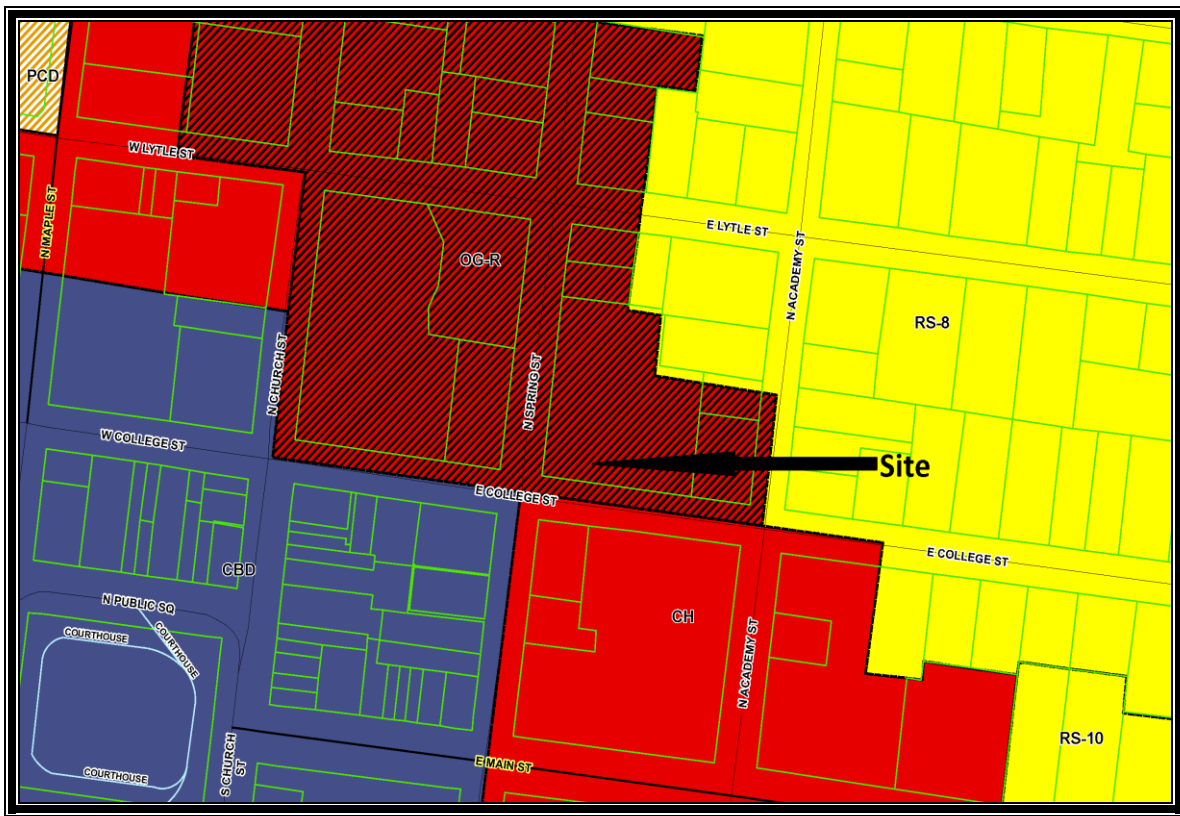 PCD
W LYTLE ST
N MAPLE ST
OG-R
E LYTLE ST
N ACADEMY ST
RS-8
N CHURCH ST
N SPRING ST
W COLLEGE ST
Site
E COLLEGE ST
E COLLEGE ST
CBD
N PUBLIC SQ
COURTHOUSE
COURTHOUSE
CH
N ACADEMY ST
RS-10
S CHURCH
ST
E MAIN ST
COURTHOUSE